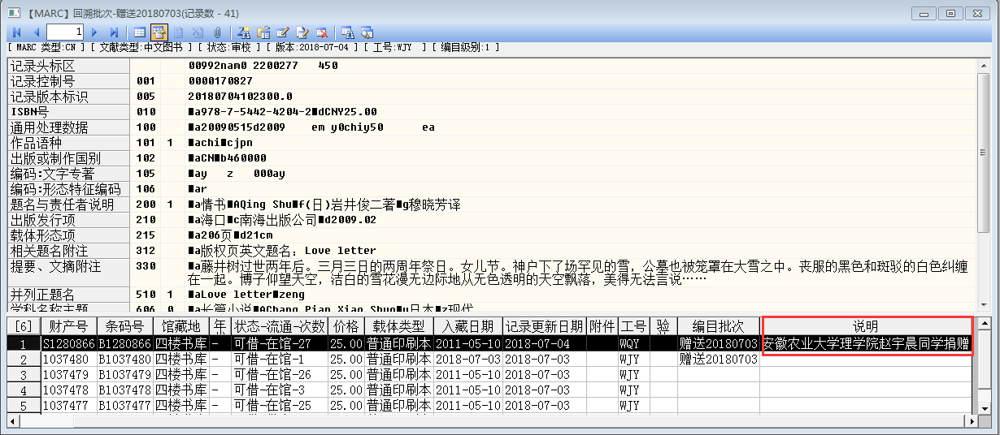 【MARC】回溯批次-赠送20180703(记录数 - 41)
1
[ MARC 类型:CN ] [ 文献类型:中文图书 ] [ 状态:审校 ] [ 版本:2018-07-04 ] [ 工号:WJY ] [ 编目级别:1 ]
记录头标区 00992nam0 2200277 450
记录控制号 001 0000170827
记录版本标识 005 20180704102300.0
ISBN号 010 ■a978-7-5442-4204-2■dCNY25.00
通用处理数据 100 ■a20090515d2009 em y0chiy50 ea
作品语种 101 1 ■achi■cjpn
出版或制作国别 102 ■aCN■b460000
编码:文字专著 105 ■ay z 000ay
编码:形态特征编码 106 ■ar
题名与责任者说明 200 1 ■a情书■AQing Shu■f(日)岩井俊二著■g穆晓芳译
出版发行项 210 ■a海口■c南海出版公司■d2009.02
载体形态项 215 ■a206页■d21cm
相关题名附注 312 ■a版权页英文题名：Love letter
提要、文摘附注 330 ■a藤井树过世两年后。三月三日的两周年祭日。女儿节。神户下了场罕见的雪，公墓也被笼罩在大雪之中。丧服的黑色和斑驳的白色纠缠
在一起。博子仰望天空，洁白的雪花漫无边际地从无色透明的天空飘落，美得无法言说……
并列正题名 510 1 ■aLove letter■zeng
学科名称主题 606 0 ■a长篇小说■AChang Pian Xiao Shuo■y日本■z现代
[6] 财产号 条码号 馆藏地 年 状态-流通-次数 价格 载体类型 入藏日期 记录更新日期 附件 工号 验 编目批次 说明
1 S1280866 B1280866 四楼书库 - 可借-在馆-27 25.00 普通印刷本 2011-05-10 2018-07-04 WQY 赠送20180703 安徽农业大学理学院赵宇晨同学捐赠
2 1037480 B1037480 四楼书库 - 可借-在馆-1 25.00 普通印刷本 2018-07-03 2018-07-03 WJY 赠送20180703
3 1037479 B1037479 四楼书库 - 可借-在馆-26 25.00 普通印刷本 2011-05-10 2018-07-03 WJY
4 1037478 B1037478 四楼书库 - 可借-在馆-3 25.00 普通印刷本 2011-05-10 2018-07-03 WJY
5 1037477 B1037477 四楼书库 - 可借-在馆-25 25.00 普通印刷本 2011-05-10 2018-07-03 WJY